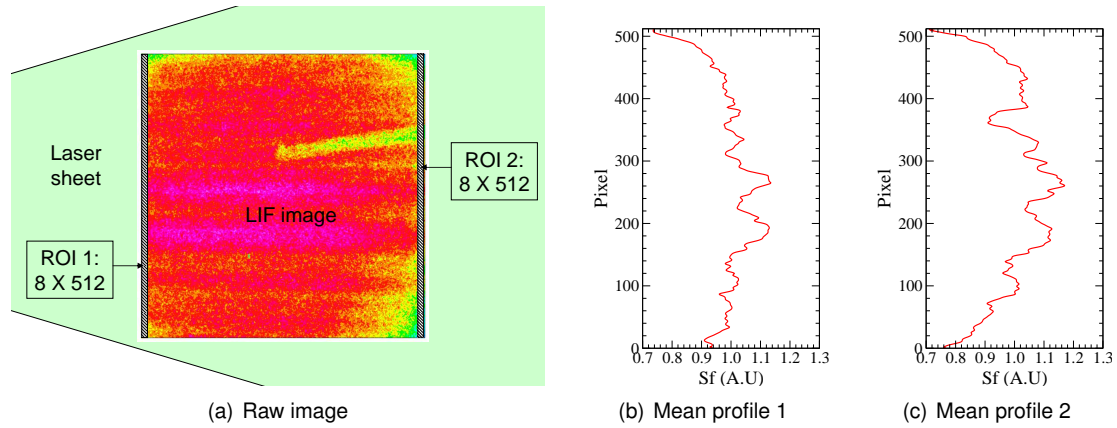 Laser
sheet
ROI 1:
8 X 512
LIF image
ROI 2:
8 X 512
(a) Raw image
500
400
300
200
100
0
Pixel
0.7 0.8 0.9 1.0 1.1 1.2 1.3
Sf (A.U)
(b) Mean profile 1
500
400
300
200
100
0
Pixel
0.7 0.8 0.9 1.0 1.1 1.2 1.3
Sf (A.U)
(c) Mean profile 2